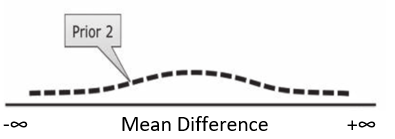 Prior 2
-∞ Mean Difference +∞